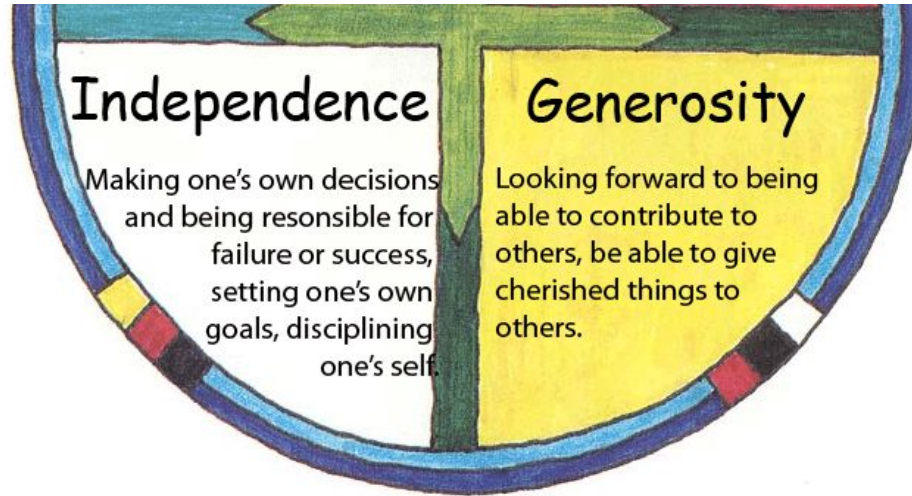 Independence
Making one's own decisions
and being resonsible for
failure or success,
setting one's own
goals, disciplining
one's self.
Generosity
Looking forward to being
able to contribute to
others, be able to give
cherished things to
others.